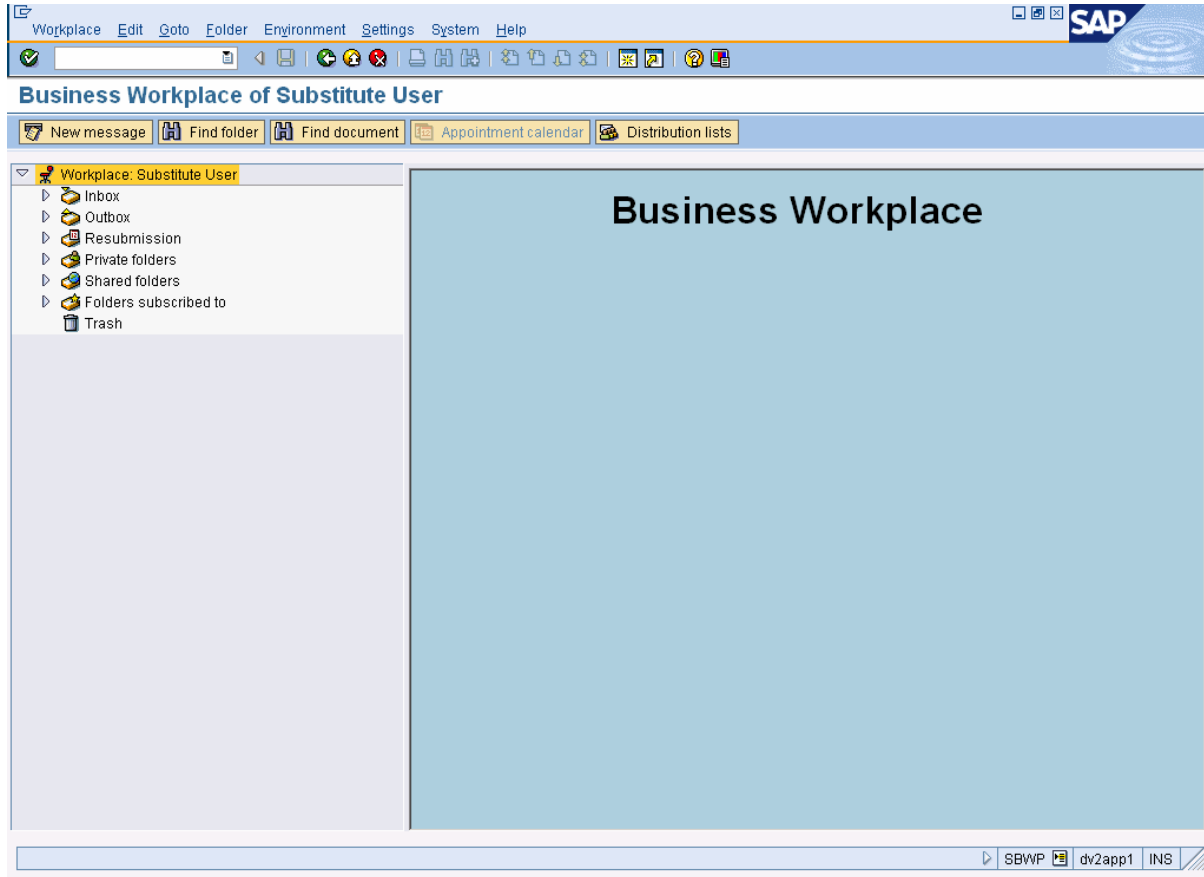 Workplace Edit Goto Folder Environment Settings System Help
SAP
Business Workplace of Substitute User
New message Find folder Find document Appointment calendar Distribution lists
Workplace: Substitute User
Inbox
Outbox
Resubmission
Private folders
Shared folders
Folders subscribed to
Trash
Business Workplace
SBWP dv2app1 INS